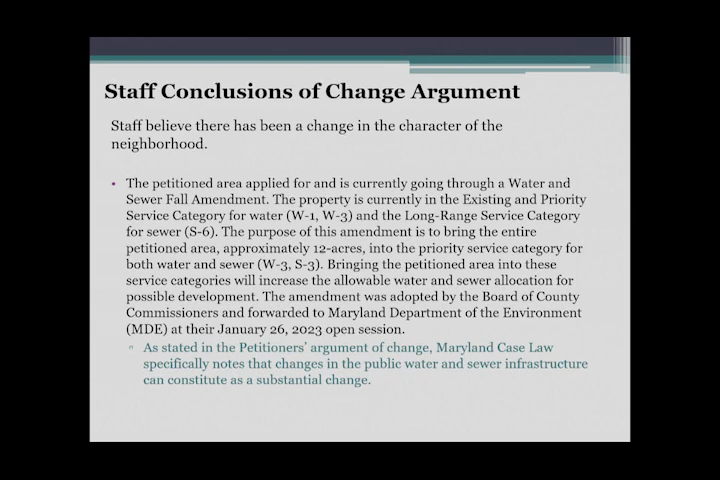 Staff Conclusions of Change Argument
Staff believe there has been a change in the character of the
neighborhood.
• The petitioned area applied for and is currently going through a Water and
Sewer Fall Amendment. The property is currently in the Existing and Priority
Service Category for water (W-1, W-3) and the Long-Range Service Category
for sewer (S-6). The purpose of this amendment is to bring the entire
petitioned area, approximately 12-acres, into the priority service category for
both water and sewer (W-3, S-3). Bringing the petitioned area into these
service categories will increase the allowable water and sewer allocation for
possible development. The amendment was adopted by the Board of County
Commissioners and forwarded to Maryland Department of the Environment
(MDE) at their January 26, 2023 open session.
▫ As stated in the Petitioners' argument of change, Maryland Case Law
specifically notes that changes in the public water and sewer infrastructure
can constitute as a substantial change.